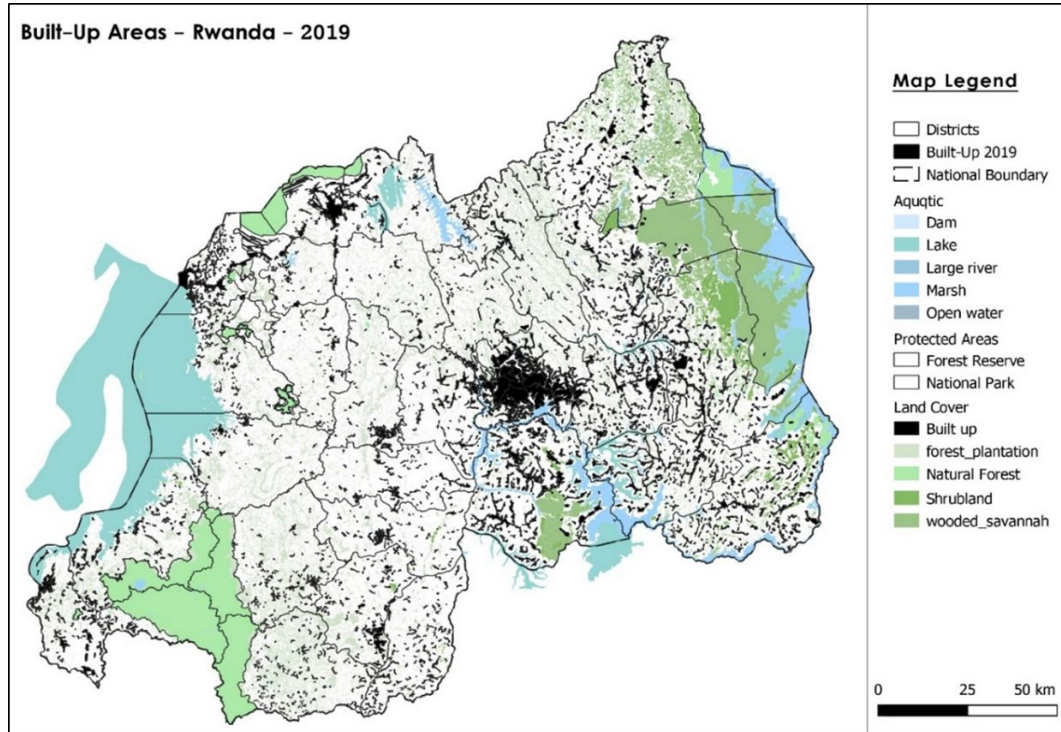 Built-Up Areas - Rwanda - 2019
Map Legend
Districts
Built-Up 2019
National Boundary
Aquqtic
Dam
Lake
Large river
Marsh
Open water
Protected Areas
Forest Reserve
National Park
Land Cover
Built up
forest_plantation
Natural Forest
Shrubland
wooded_savannah
0 25 50 km